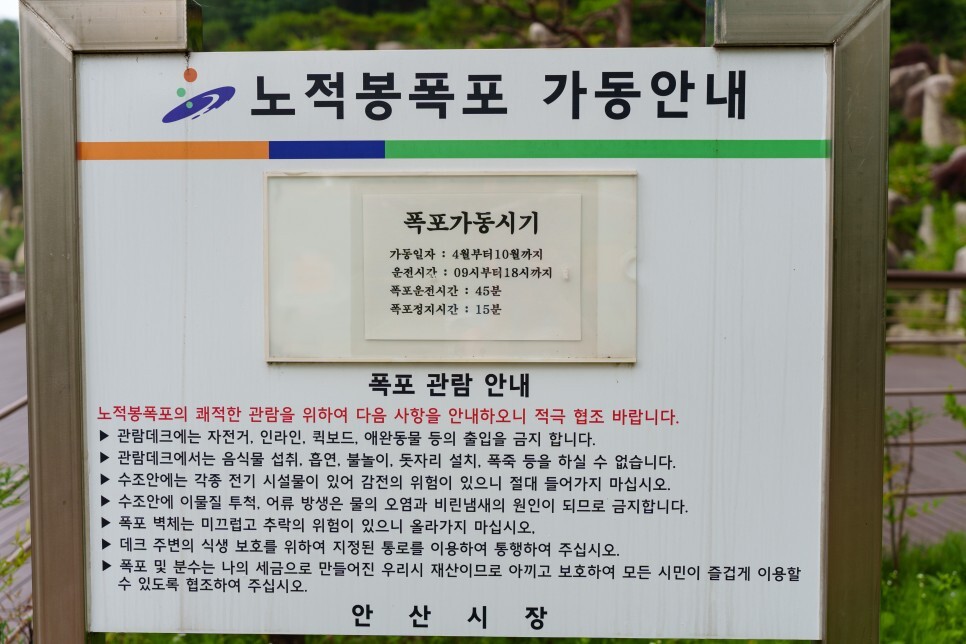 노적봉폭포 가동안내
폭포가동시기
가동일자 : 4월부터10월까지
운전시간 : 09시부터18시까지
폭포운전시간 : 45분
폭포정지시간 : 15분
폭포 관람 안내
노적봉폭포의 쾌적한 관람을 위하여 다음 사항을 안내하오니 적극 협조 바랍니다.
▶ 관람데크에는 자전거, 인라인, 퀵보드, 애완동물 등의 출입을 금지 합니다.
▶ 관람데크에서는 음식물 섭취, 흡연, 불놀이, 돗자리 설치, 폭죽 등을 하실 수 없습니다.
▶ 수조안에는 각종 전기 시설물이 있어 감전의 위험이 있으니 절대 들어가지 마십시오.
▶ 수조안에 이물질 투척, 어류 방생은 물의 오염과 비린내새의 원인이 되므로 금지합니다.
▶ 폭포 벽체는 미끄럽고 추락의 위험이 있으니 올라가지 마십시오.
▶ 데크 주변의 식생 보호를 위하여 지정된 통로를 이용하여 통행하여 주십시오.
▶ 폭포 및 분수는 나의 세금으로 만들어진 우리시 재산이므로 아끼고 보호하여 모든 시민이 즐겁게 이용할
수 있도록 협조하여 주십시오.
안 산 시 장